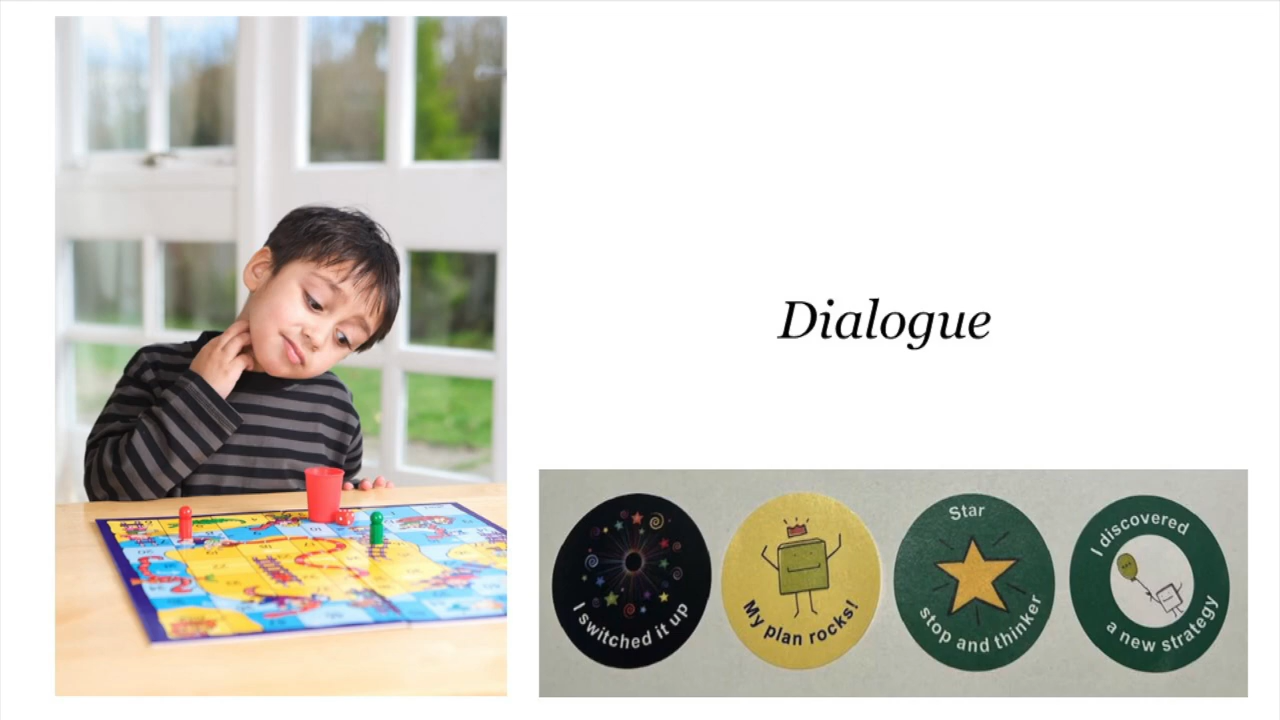 Dialogue
I switched it up
My plan rocks!
Star
stop and thinker
I discovered
a new strategy